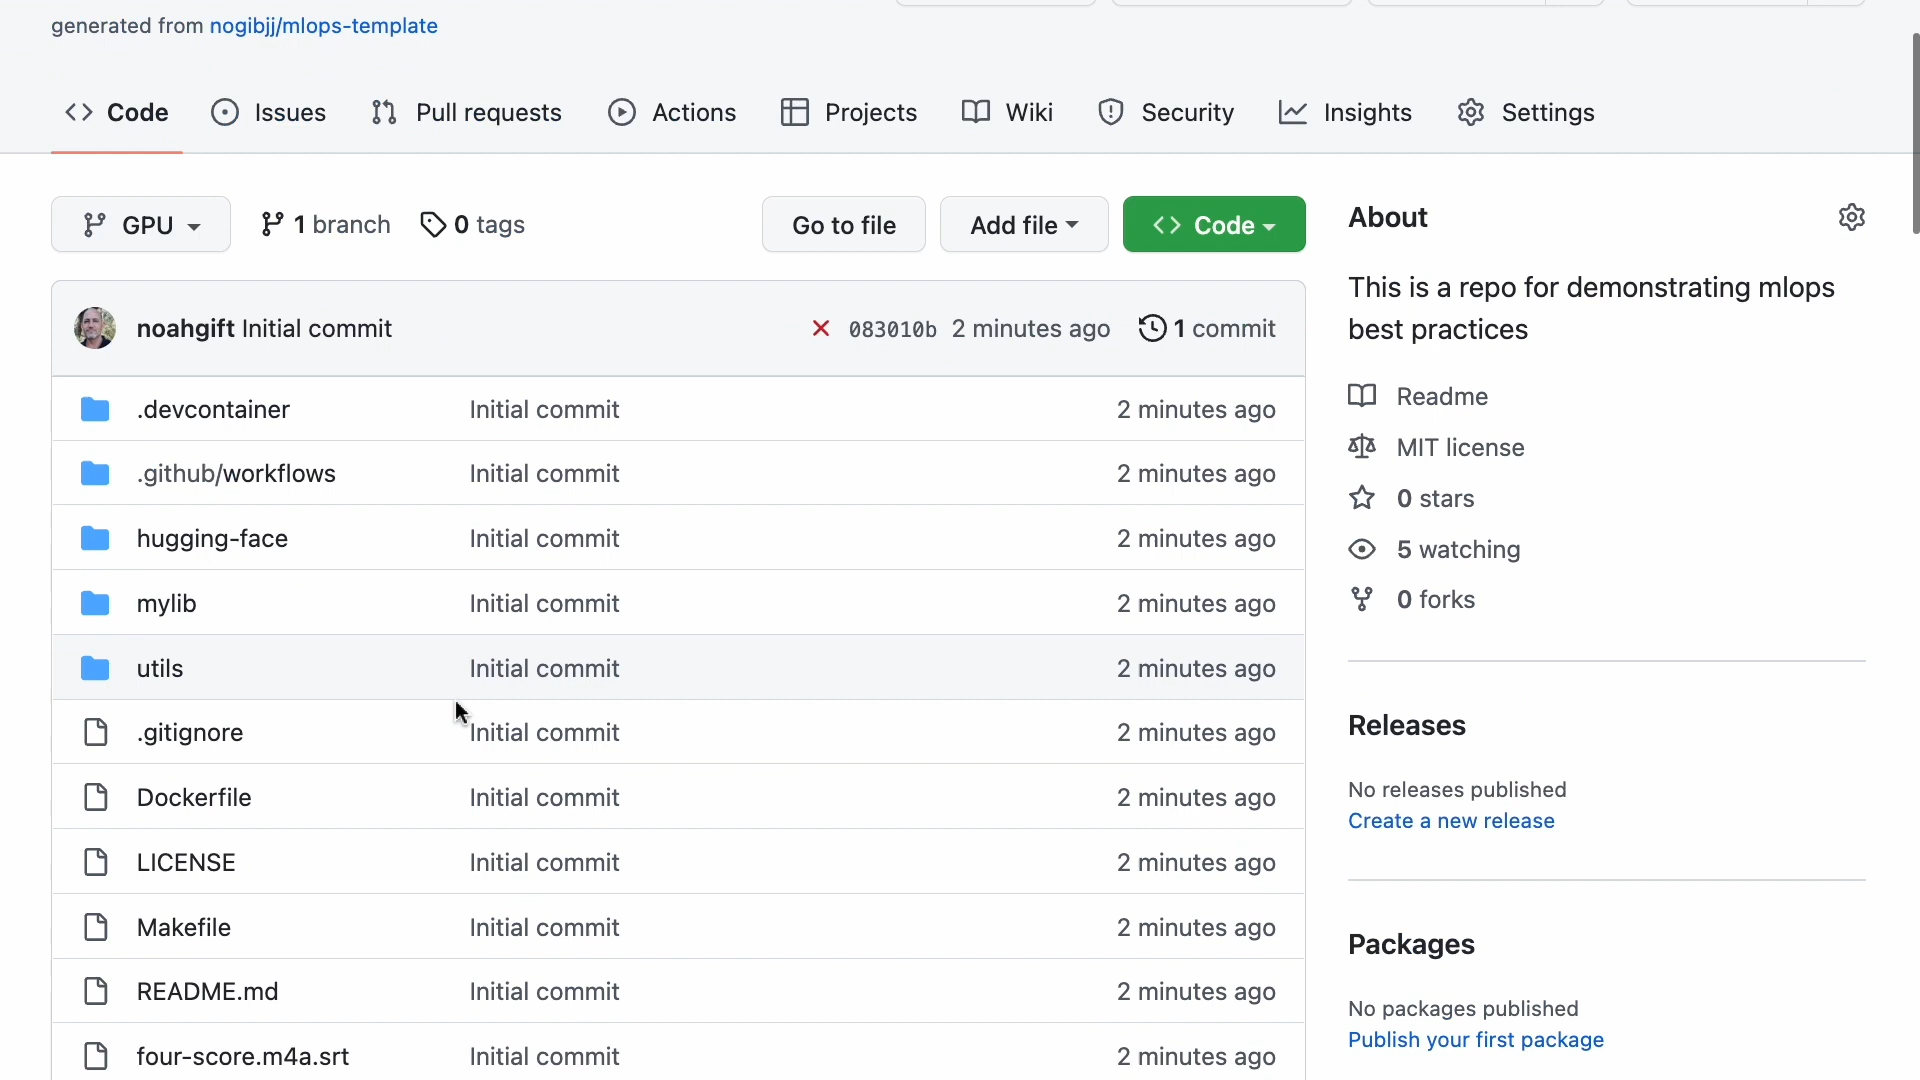 generated from nogibjj/mlops-template
Code Issues Pull requests Actions Projects Wiki Security Insights Settings
GPU 1 branch 0 tags Go to file Add file Code
noahgift Initial commit 083010b 2 minutes ago 1 commit
.devcontainer Initial commit 2 minutes ago
.github/workflows Initial commit 2 minutes ago
hugging-face Initial commit 2 minutes ago
mylib Initial commit 2 minutes ago
utils Initial commit 2 minutes ago
.gitignore Initial commit 2 minutes ago
Dockerfile Initial commit 2 minutes ago
LICENSE Initial commit 2 minutes ago
Makefile Initial commit 2 minutes ago
README.md Initial commit 2 minutes ago
four-score.m4a.srt Initial commit 2 minutes ago
About
This is a repo for demonstrating mlops
best practices
Readme
MIT license
0 stars
5 watching
0 forks
Releases
No releases published
Create a new release
Packages
No packages published
Publish your first package